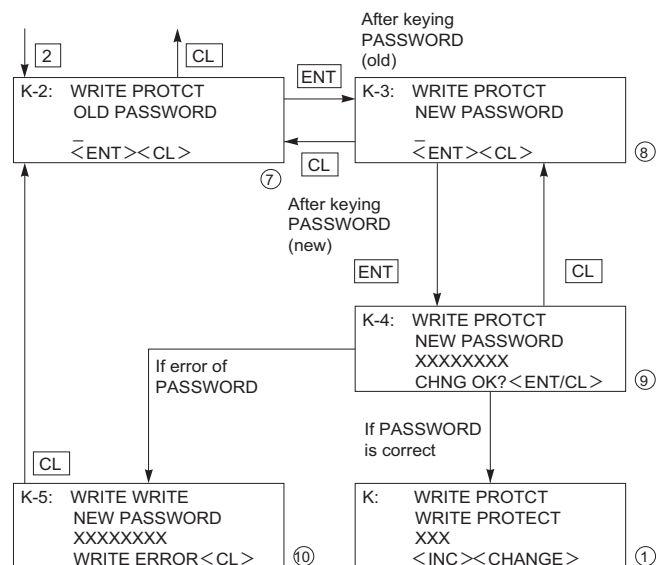 2
CL
After keying
PASSWORD
(old)
ENT
K-2: WRITE PROTCT
OLD PASSWORD
_
<ENT><CL>
⑦
K-3: WRITE PROTCT
NEW PASSWORD
_
<ENT><CL>
⑧
CL
After keying
PASSWORD
(new)
ENT
CL
K-4: WRITE PROTCT
NEW PASSWORD
XXXXXXXX
CHNG OK?<ENT/CL>
⑨
If error of
PASSWORD
If PASSWORD
is correct
CL
K-5: WRITE WRITE
NEW PASSWORD
XXXXXXXX
WRITE ERROR<CL>
⑩
K: WRITE PROTCT
WRITE PROTECT
XXX
<INC><CHANGE>
①